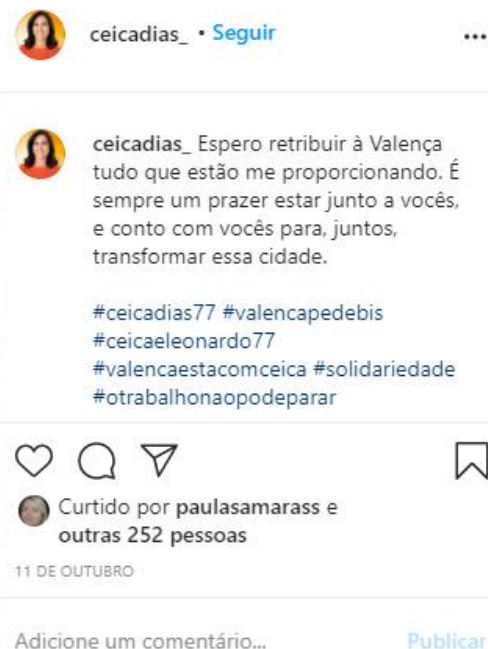 ceicadias_ • Seguir
ceicadias_ Espero retribuir à Valença
tudo que estão me proporcionando. É
sempre um prazer estar junto a vocês,
e conto com vocês para, juntos,
transformar essa cidade.
#ceicadias77 #valencapedebis
#ceicaeleonardo77
#valencaestacomceica #solidariedade
#otrabalhonaopodeparar
Curtido por paulasamarass e
outras 252 pessoas
11 DE OUTUBRO
Adicione um comentário... Publicar